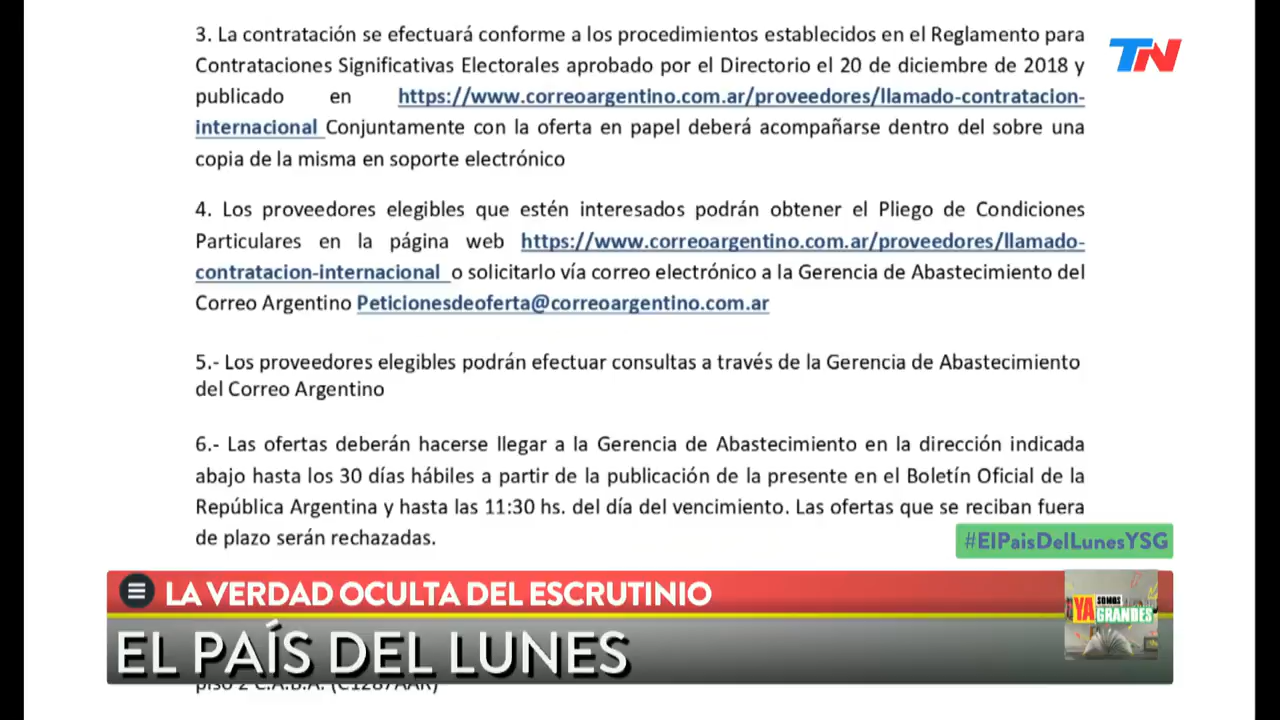 3. La contratación se efectuará conforme a los procedimientos establecidos en el Reglamento para
Contrataciones Significativas Electorales aprobado por el Directorio el 20 de diciembre de 2018 y
publicado en https://www.correoargentino.com.ar/proveedores/llamado-contratacion-
internacional Conjuntamente con la oferta en papel deberá acompañarse dentro del sobre una
copia de la misma en soporte electrónico
4. Los proveedores elegibles que estén interesados podrán obtener el Pliego de Condiciones
Particulares en la página web https://www.correoargentino.com.ar/proveedores/llamado-
contratacion-internacional o solicitarlo vía correo electrónico a la Gerencia de Abastecimiento del
Correo Argentino Peticionesdeoferta@correoargentino.com.ar
5.- Los proveedores elegibles podrán efectuar consultas a través de la Gerencia de Abastecimiento
del Correo Argentino
6.- Las ofertas deberán hacerse llegar a la Gerencia de Abastecimiento en la dirección indicada
abajo hasta los 30 días hábiles a partir de la publicación de la presente en el Boletín Oficial de la
República Argentina y hasta las 11:30 hs. del día del vencimiento. Las ofertas que se reciban fuera
de plazo serán rechazadas.
TN
#ElPaisDelLunesYSG
LA VERDAD OCULTA DEL ESCRUTINIO
EL PAÍS DEL LUNES
YA SOMOS
GRANDES
piso 2 C.A.B.A. (C1287AAR)